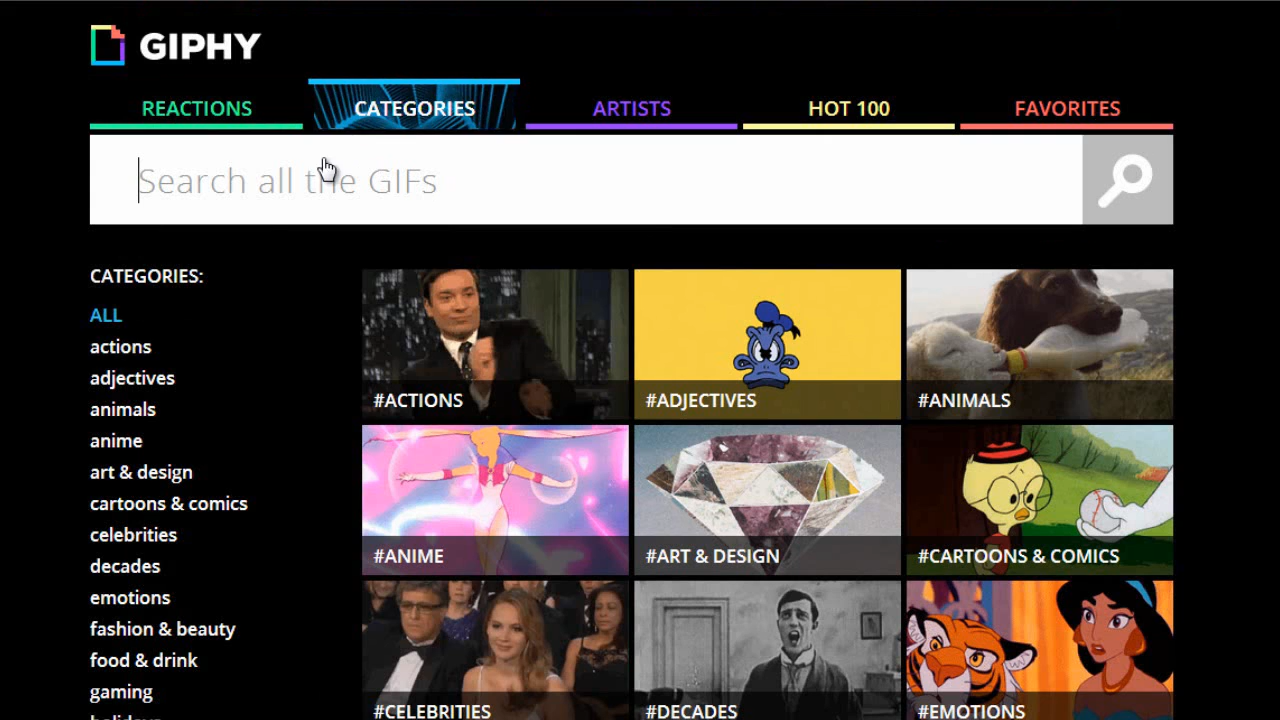 GIPHY
REACTIONS CATEGORIES ARTISTS HOT 100 FAVORITES
Search all the GIFs
CATEGORIES:
ALL
actions
adjectives
animals
anime
art & design
cartoons & comics
celebrities
decades
emotions
fashion & beauty
food & drink
gaming
#ACTIONS #ADJECTIVES #ANIMALS
#ANIME #ART & DESIGN #CARTOONS & COMICS
#CELEBRITIES #DECADES #EMOTIONS